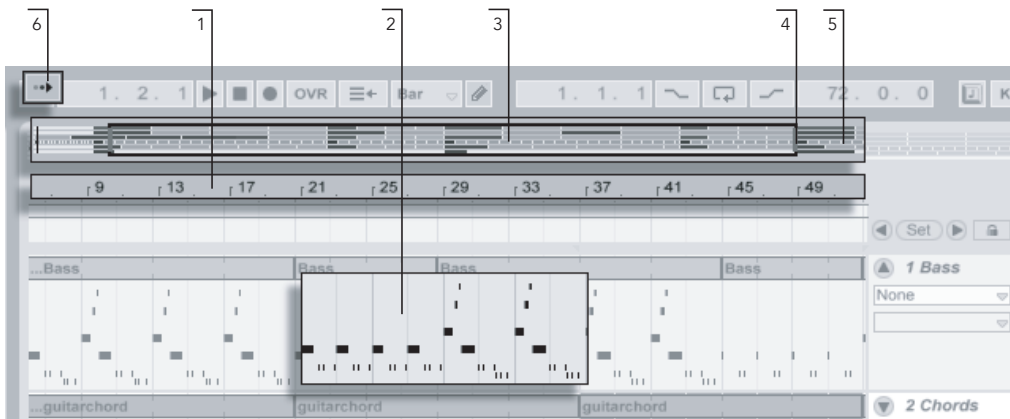 6 1 2 3 4 5
1. 2. 1 OVR Bar 1. 1. 1 72. 0. 0 K
9 13 17 21 25 29 33 37 41 45 49
Set
...Bass Bass Bass Bass 1 Bass
None
...guitarchord guitarchord guitarchord 2 Chords